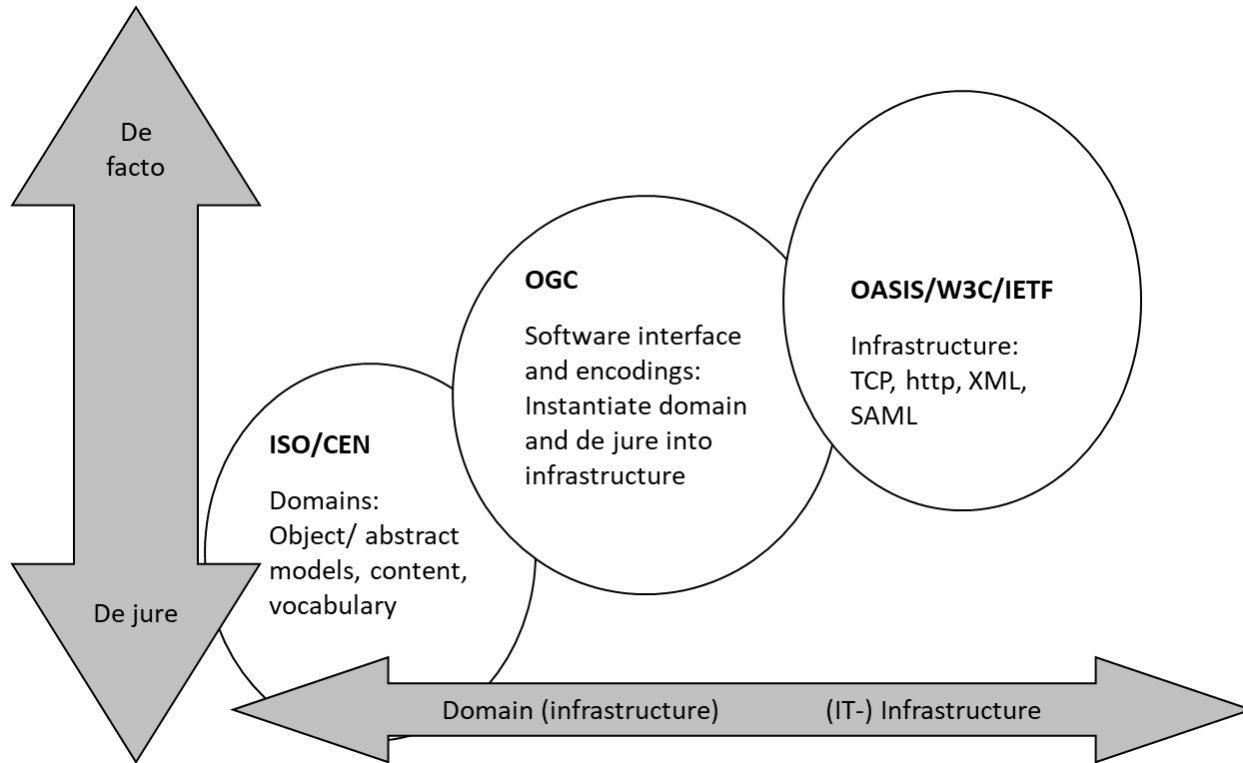 De
facto
OGC
Software interface
and encodings:
Instantiate domain
and de jure into
infrastructure
OASIS/W3C/IETF
Infrastructure:
TCP, http, XML,
SAML
ISO/CEN
Domains:
Object/ abstract
models, content,
vocabulary
De jure
Domain (infrastructure)
(IT-) Infrastructure